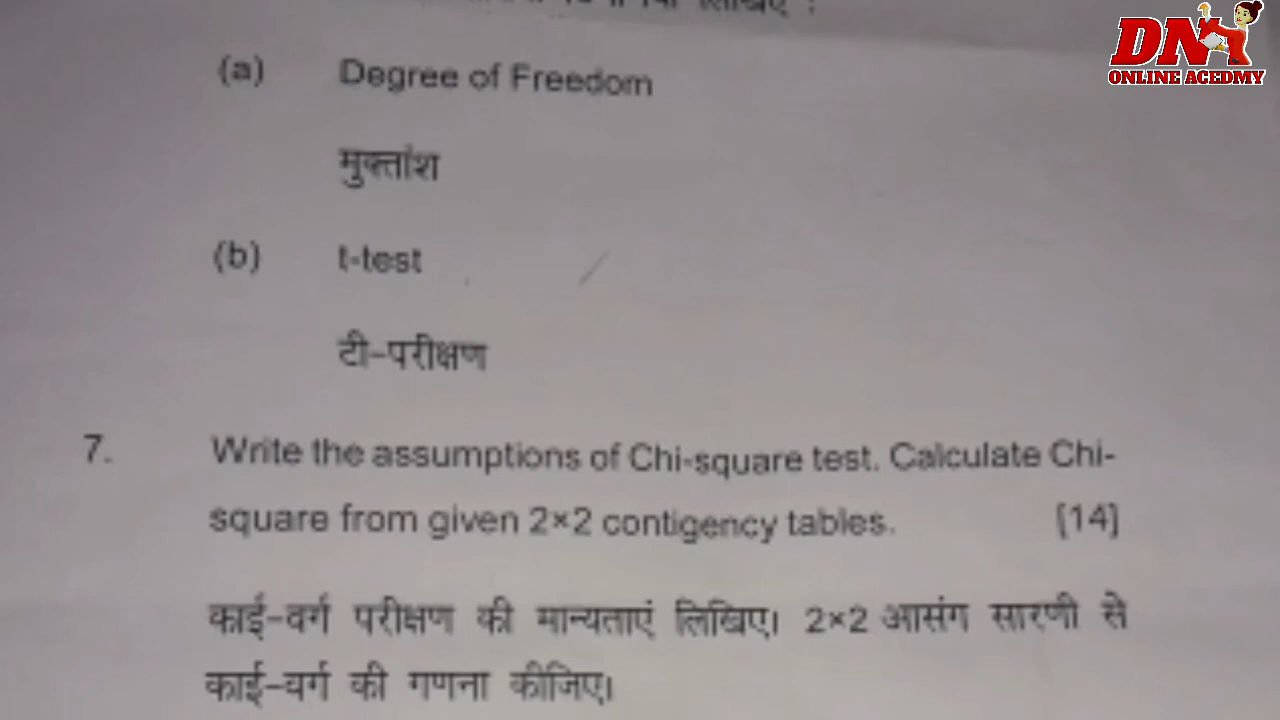 लिखिए :
DNA
ONLINE ACEDMY
(a) Degree of Freedom
मुक्तांश
(b) t-test
टी-परीक्षण
7. Write the assumptions of Chi-square test. Calculate Chi-
square from given 2×2 contigency tables. [14]
काई-वर्ग परीक्षण की मान्यताएं लिखिए। 2×2 आसंग सारणी से
काई-वर्ग की गणना कीजिए।